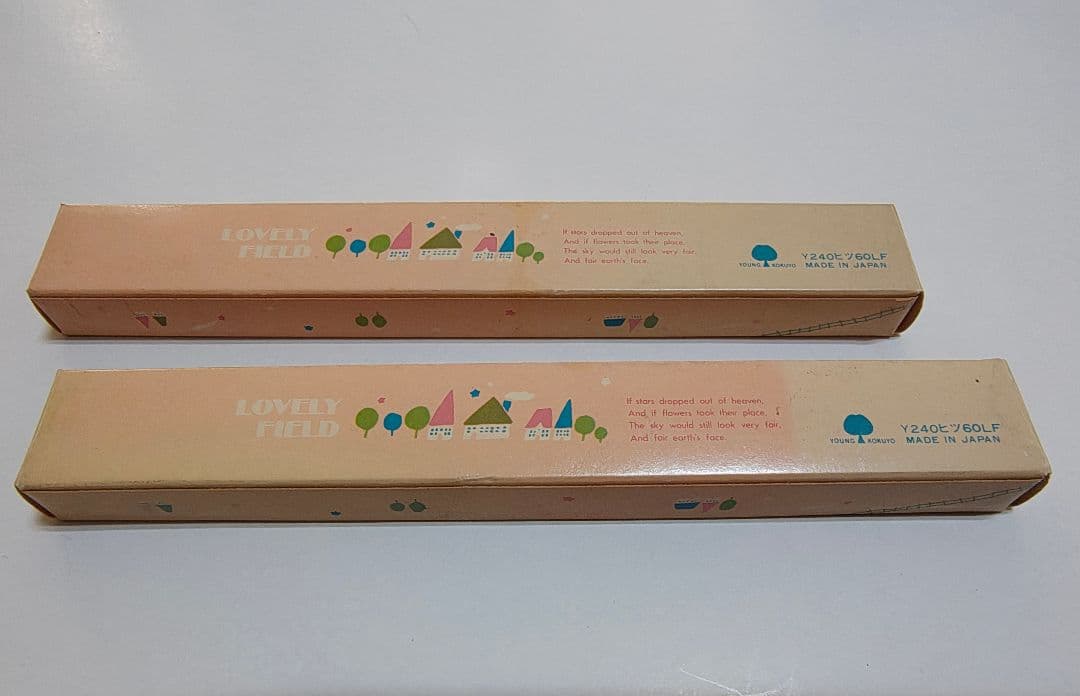 LOVELY
FIELD
If stars dropped out of heaven,
And if flowers took their place,
The sky would still look very fair,
And fair earth's face.
YOUNG KOKUYO
Y240ヒツ60LF
MADE IN JAPAN
LOVELY
FIELD
If stars dropped out of heaven,
And if flowers took their place,
The sky would still look very fair,
And fair earth's face.
YOUNG KOKUYO
Y240ヒツ60LF
MADE IN JAPAN